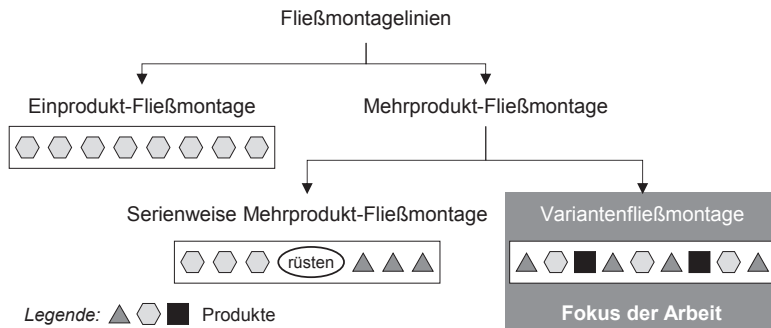 Fließmontagelinien
Einprodukt-Fließmontage
Mehrprodukt-Fließmontage
Serienweise Mehrprodukt-Fließmontage
Variantenfließmontage
rüsten
Legende:
Produkte
Fokus der Arbeit